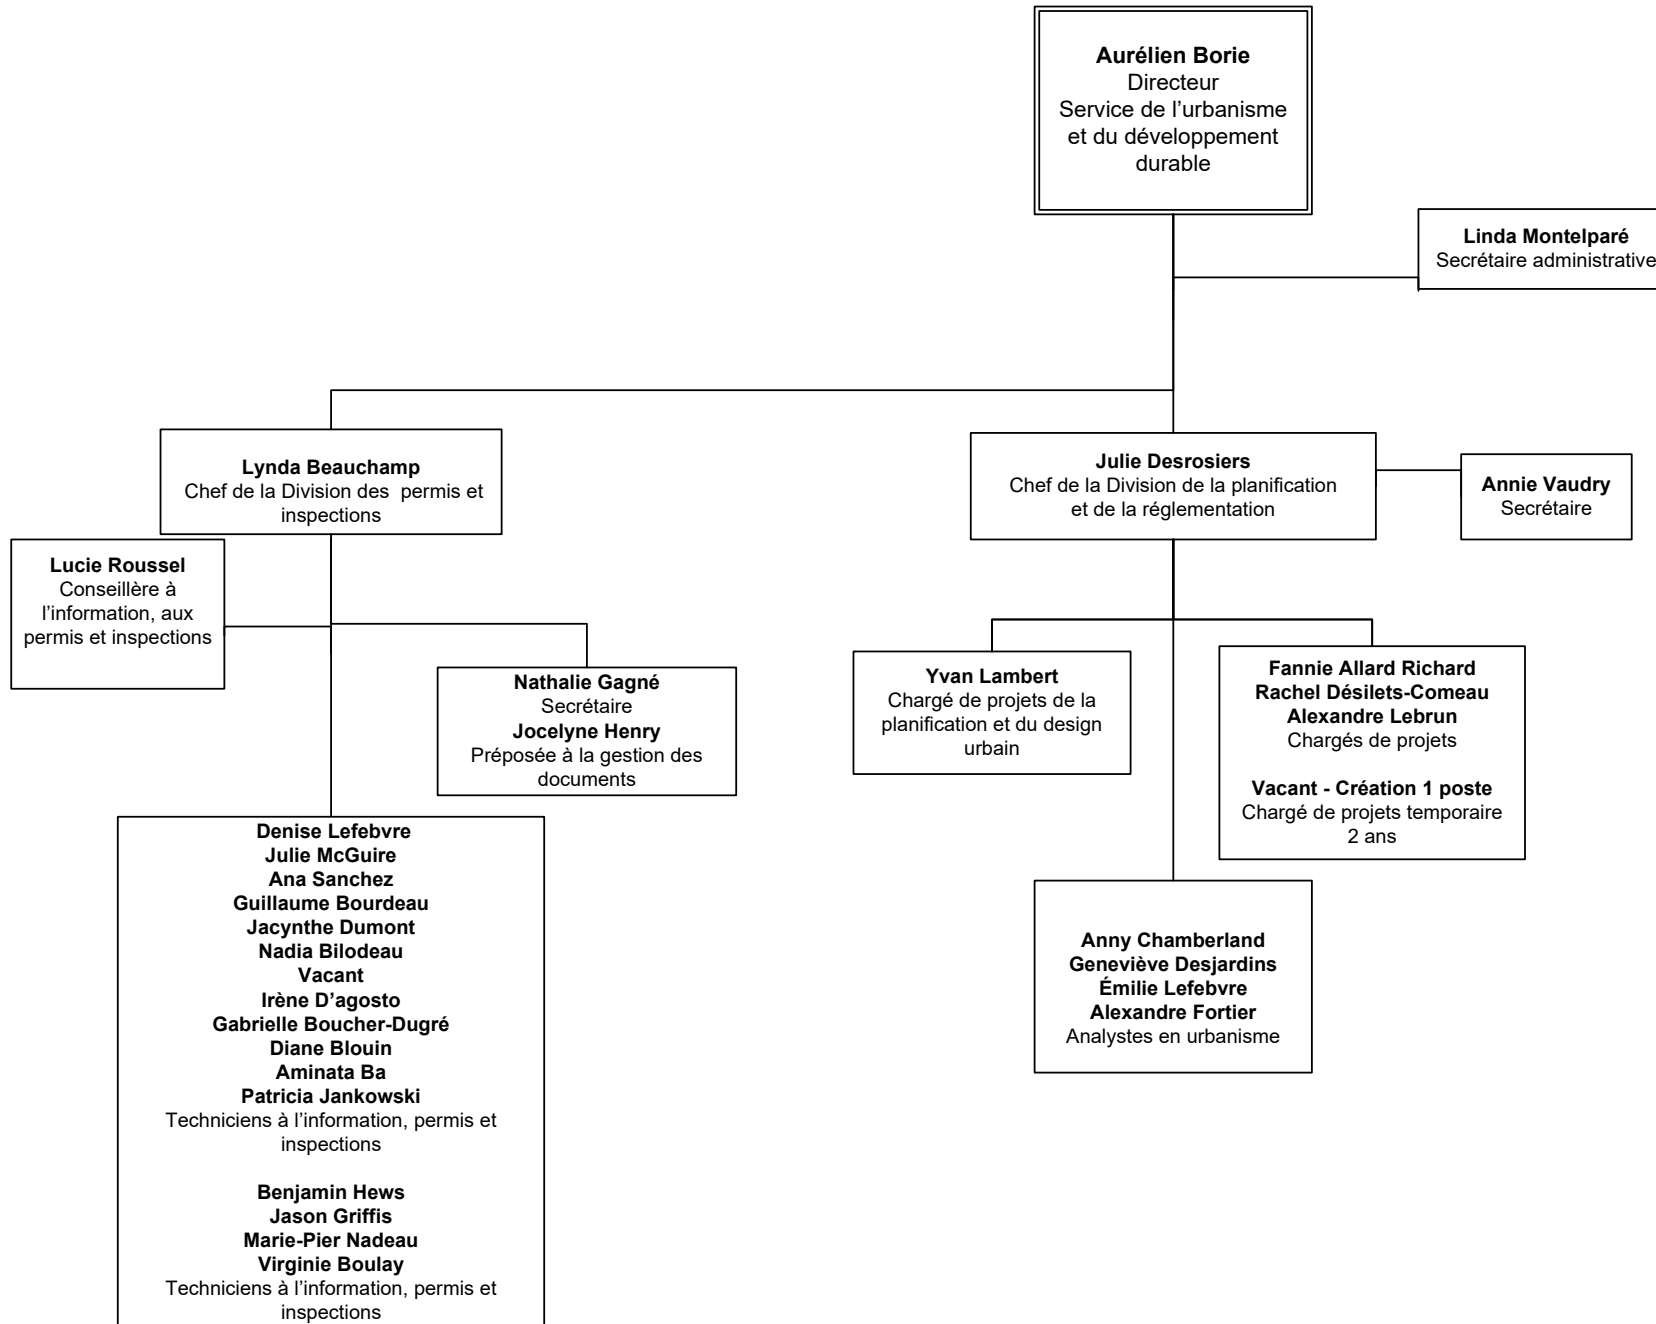 Aurélien Borie
Directeur
Service de l'urbanisme
et du développement
durable
Linda Montelparé
Secrétaire administrative
Lynda Beauchamp
Chef de la Division des  permis et
inspections
Julie Desrosiers
Chef de la Division de la planification
et de la réglementation
Annie Vaudry
Secrétaire
Lucie Roussel
Conseillère à
l'information, aux
permis et inspections
Nathalie Gagné
Secrétaire
Jocelyne Henry
Préposée à la gestion des
documents
Yvan Lambert
Chargé de projets de la
planification et du design
urbain
Fannie Allard Richard
Rachel Désilets-Comeau
Alexandre Lebrun
Chargés de projets
Vacant - Création 1 poste
Chargé de projets temporaire
2 ans
Denise Lefebvre
Julie McGuire
Ana Sanchez
Guillaume Bourdeau
Jacynthe Dumont
Nadia Bilodeau
Vacant
Irène D'agosto
Gabrielle Boucher-Dugré
Diane Blouin
Aminata Ba
Patricia Jankowski
Techniciens à l'information, permis et
inspections
Benjamin Hews
Jason Griffis
Marie-Pier Nadeau
Virginie Boulay
Techniciens à l'information, permis et
inspections
Anny Chamberland
Geneviève Desjardins
Émilie Lefebvre
Alexandre Fortier
Analystes en urbanisme